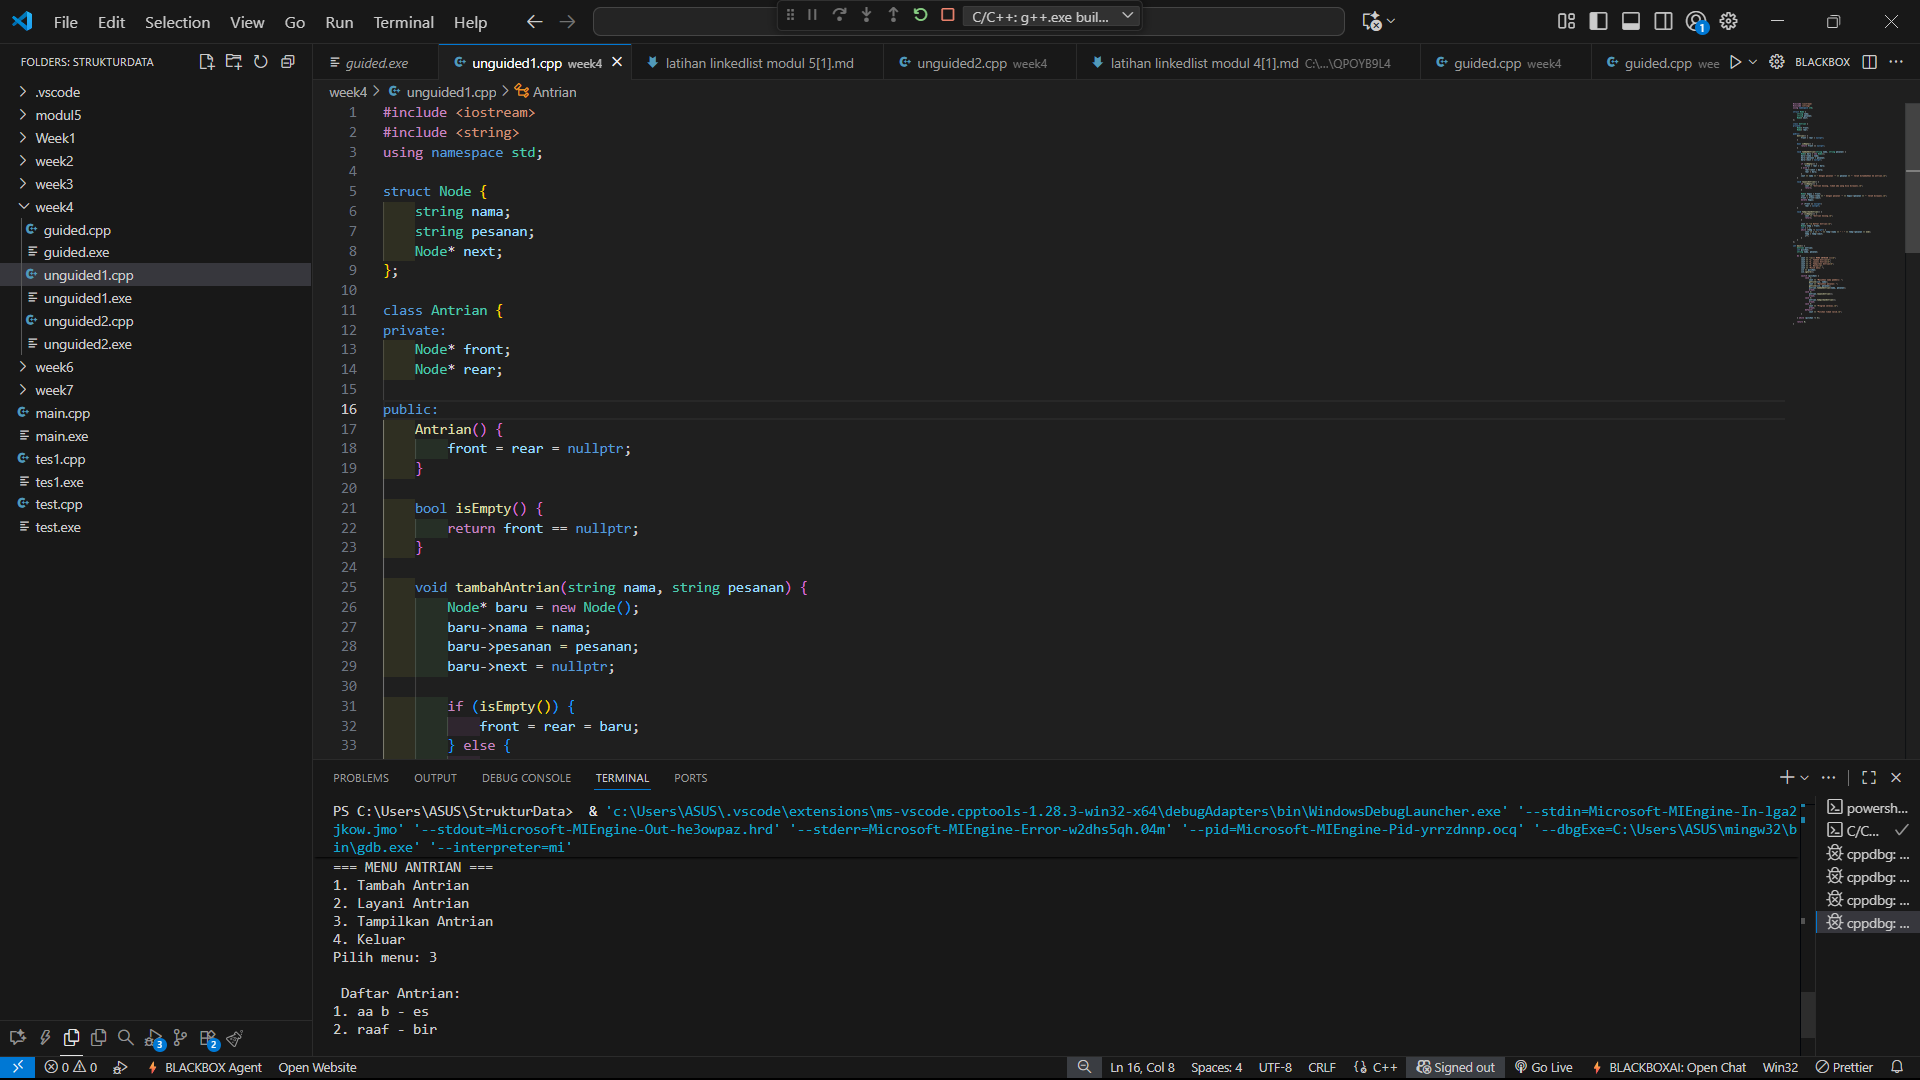 File Edit Selection View Go Run Terminal Help
C/C++: g++.exe buil...
1
FOLDERS: STRUKTURDATA
.vscode
modul5
Week1
week2
week3
week4
guided.cpp
guided.exe
unguided1.cpp
unguided1.exe
unguided2.cpp
unguided2.exe
week6
week7
main.cpp
main.exe
tes1.cpp
tes1.exe
test.cpp
test.exe
guided.exe unguided1.cpp week4 latihan linkedlist modul 5[1].md unguided2.cpp week4 latihan linkedlist modul 4[1].md C:\...\QPOYB9L4 guided.cpp week4 guided.cpp wee BLACKBOX
week4 > unguided1.cpp > Antrian
1 #include <iostream>
2 #include <string>
3 using namespace std;
4
5 struct Node {
6 string nama;
7 string pesanan;
8 Node* next;
9 };
10
11 class Antrian {
12 private:
13 Node* front;
14 Node* rear;
15
16 public:
17 Antrian() {
18 front = rear = nullptr;
19 }
20
21 bool isEmpty() {
22 return front == nullptr;
23 }
24
25 void tambahAntrian(string nama, string pesanan) {
26 Node* baru = new Node();
27 baru->nama = nama;
28 baru->pesanan = pesanan;
29 baru->next = nullptr;
30
31 if (isEmpty()) {
32 front = rear = baru;
33 } else {
PROBLEMS OUTPUT DEBUG CONSOLE TERMINAL PORTS
PS C:\Users\ASUS\StrukturData> & 'c:\Users\ASUS\.vscode\extensions\ms-vscode.cpptools-1.28.3-win32-x64\debugAdapters\bin\WindowsDebugLauncher.exe' '--stdin=Microsoft-MIEngine-In-lga2
jkow.jmo' '--stdout=Microsoft-MIEngine-Out-he3owpaz.hrd' '--stderr=Microsoft-MIEngine-Error-w2dhs5qh.04m' '--pid=Microsoft-MIEngine-Pid-yrrzdnnp.ocq' '--dbgExe=C:\Users\ASUS\mingw32\b
in\gdb.exe' '--interpreter=mi'
=== MENU ANTRIAN ===
1. Tambah Antrian
2. Layani Antrian
3. Tampilkan Antrian
4. Keluar
Pilih menu: 3
Daftar Antrian:
1. aa b - es
2. raaf - bir
powersh...
C/C...
cppdbg: ...
cppdbg: ...
cppdbg: ...
cppdbg: ...
3 2
0 0 BLACKBOX Agent Open Website Ln 16, Col 8 Spaces: 4 UTF-8 CRLF {} C++ Signed out Go Live BLACKBOXAI: Open Chat Win32 Prettier